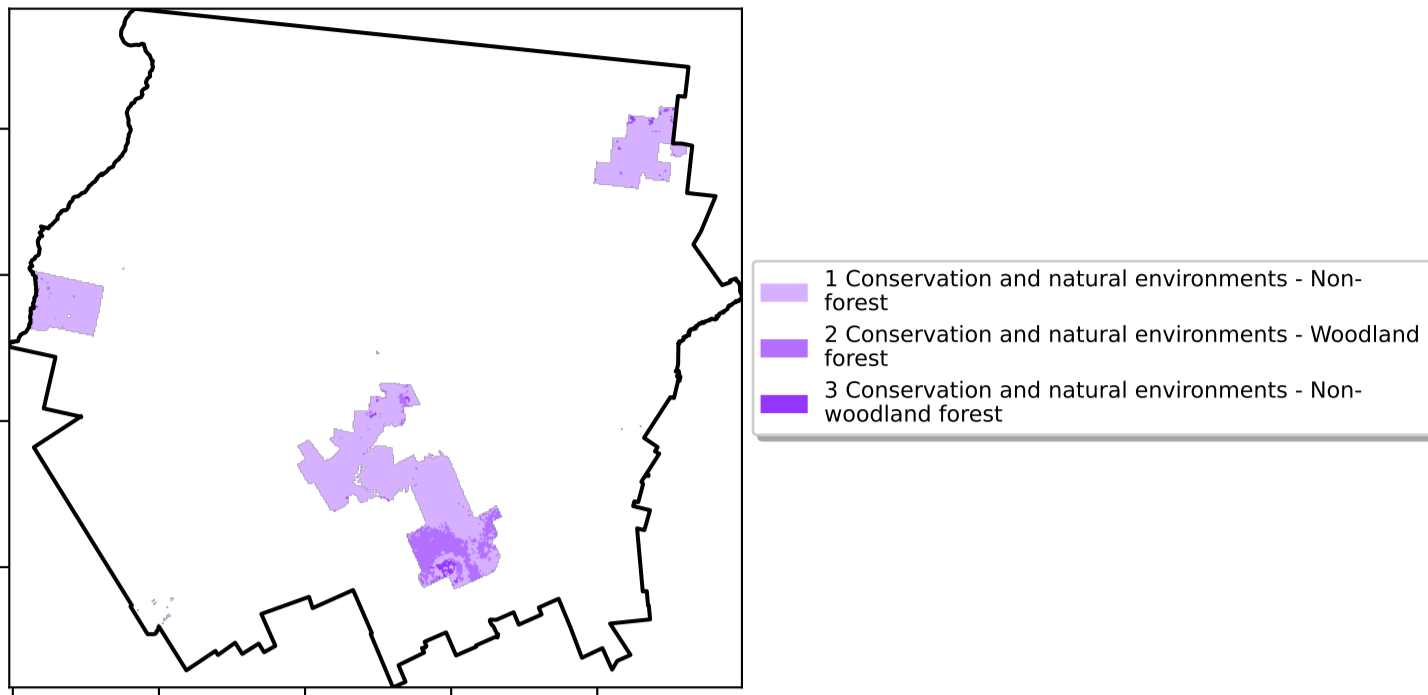 1 Conservation and natural environments - Non-
forest
2 Conservation and natural environments - Woodland
forest
3 Conservation and natural environments - Non-
woodland forest